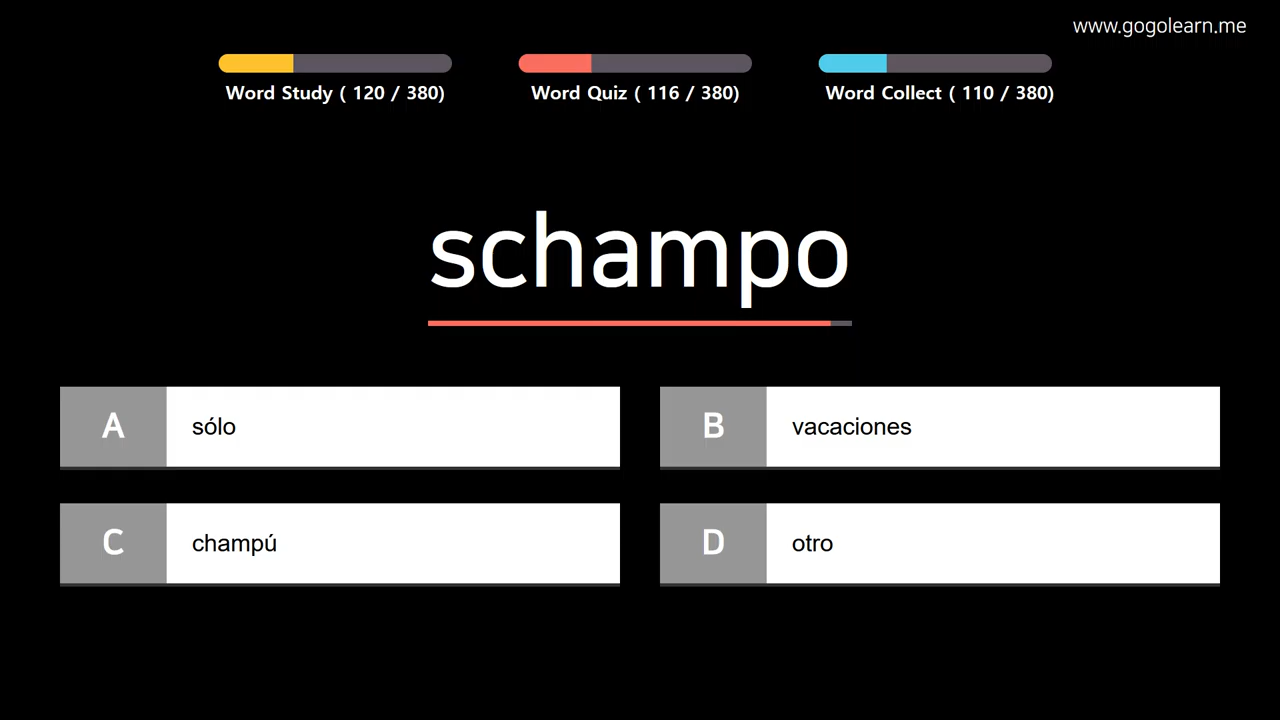 www.gogolearn.me
Word Study ( 120 / 380)
Word Quiz ( 116 / 380)
Word Collect ( 110 / 380)
schampo
A sólo
B vacaciones
C champú
D otro